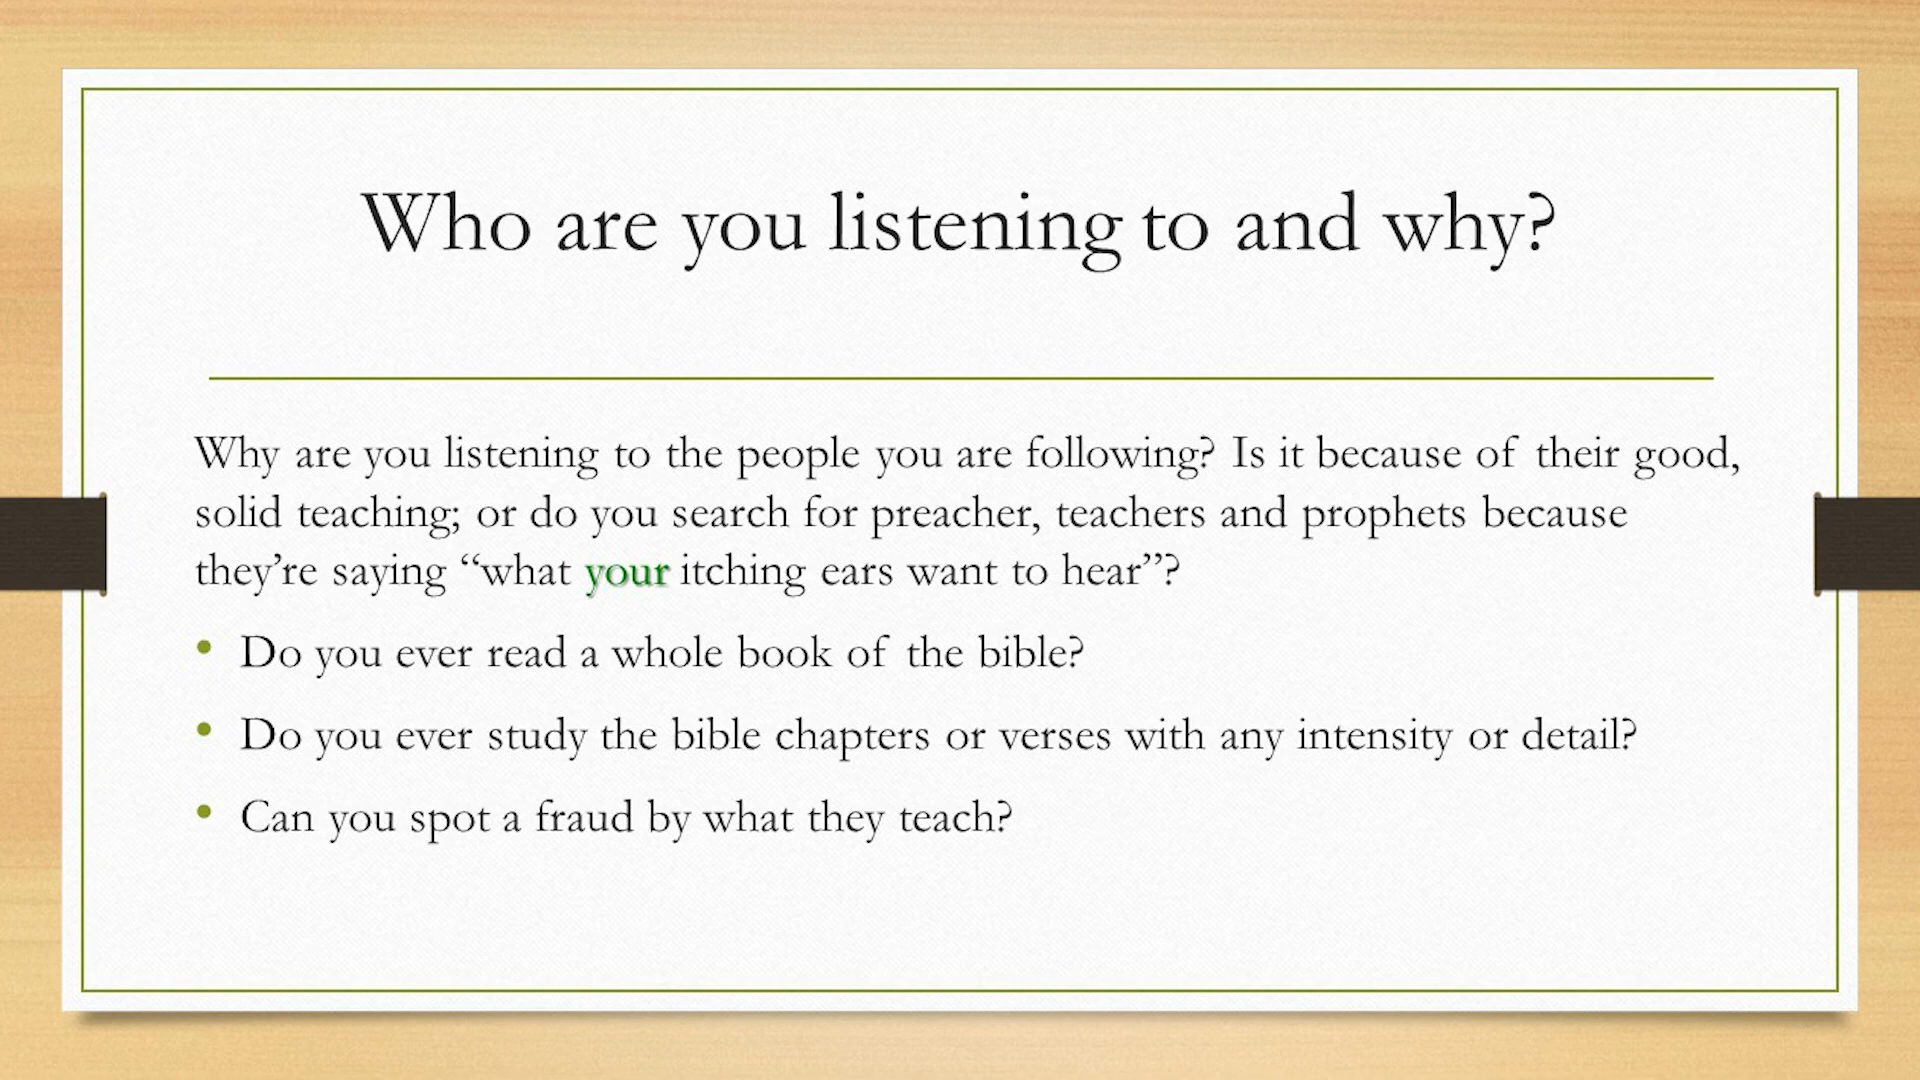 Who are you listening to and why?
Why are you listening to the people you are following? Is it because of their good,
solid teaching; or do you search for preacher, teachers and prophets because
they’re saying “what your itching ears want to hear”?
• Do you ever read a whole book of the bible?
• Do you ever study the bible chapters or verses with any intensity or detail?
• Can you spot a fraud by what they teach?